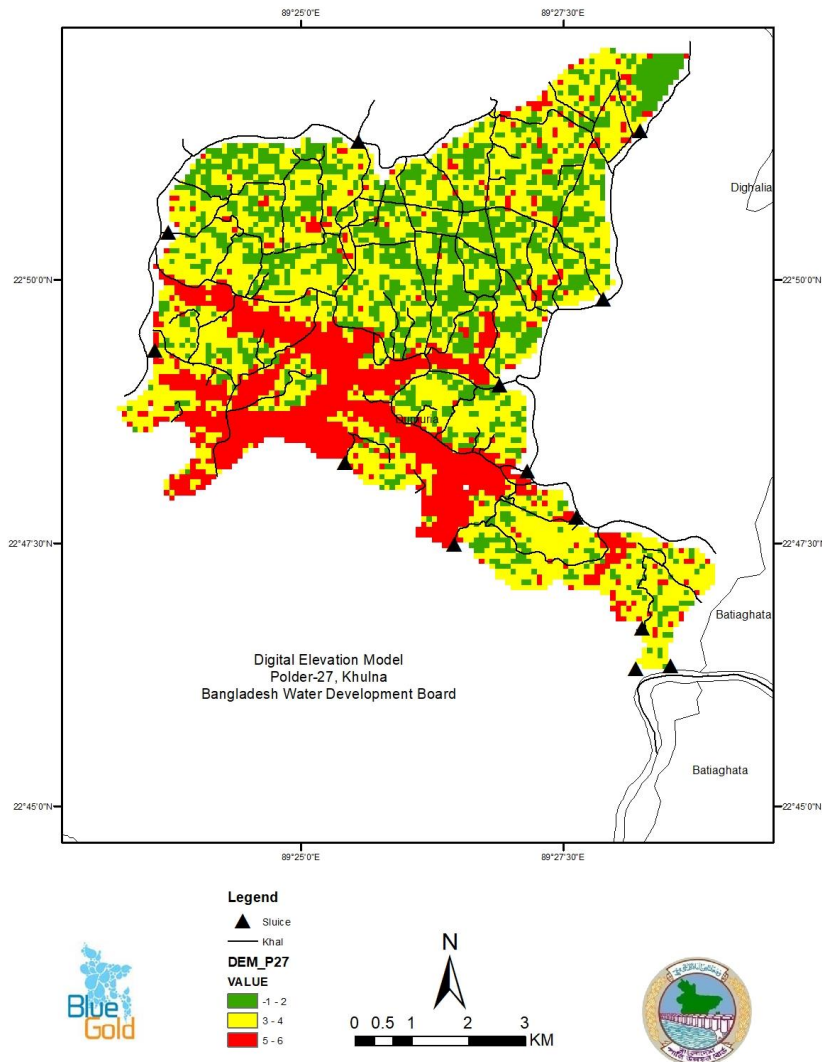 89°25'0"E
89°27'30"E
Dighalia
22°50'0"N
22°50'0"N
Dumuria
22°47'30"N
22°47'30"N
Batiaghata
Digital Elevation Model
Polder-27, Khulna
Bangladesh Water Development Board
Batiaghata
22°45'0"N
22°45'0"N
89°25'0"E
89°27'30"E
Legend
Sluice
Khal
DEM_P27
VALUE
-1 - 2
3 - 4
5 - 6
N
0 0.5 1 2 3
KM
Blue
Gold